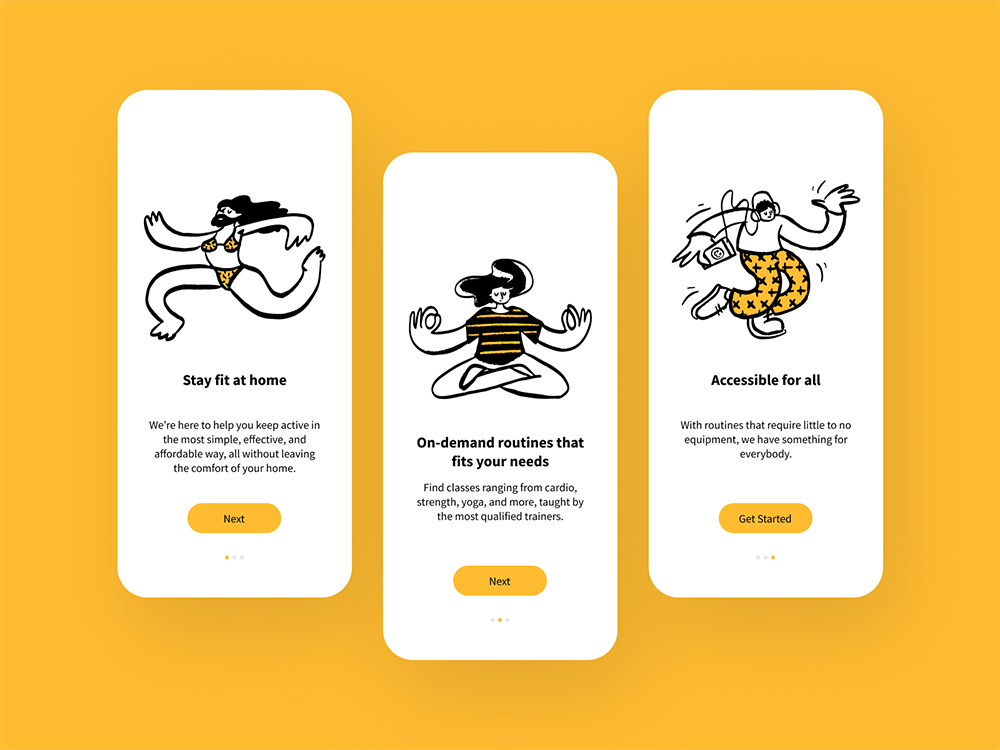 Stay fit at home
We're here to help you keep active in
the most simple, effective, and
affordable way, all without leaving
the comfort of your home.
Next
On-demand routines that
fits your needs
Find classes ranging from cardio,
strength, yoga, and more, taught by
the most qualified trainers.
Next
Accessible for all
With routines that require little to no
equipment, we have something for
everybody.
Get Started